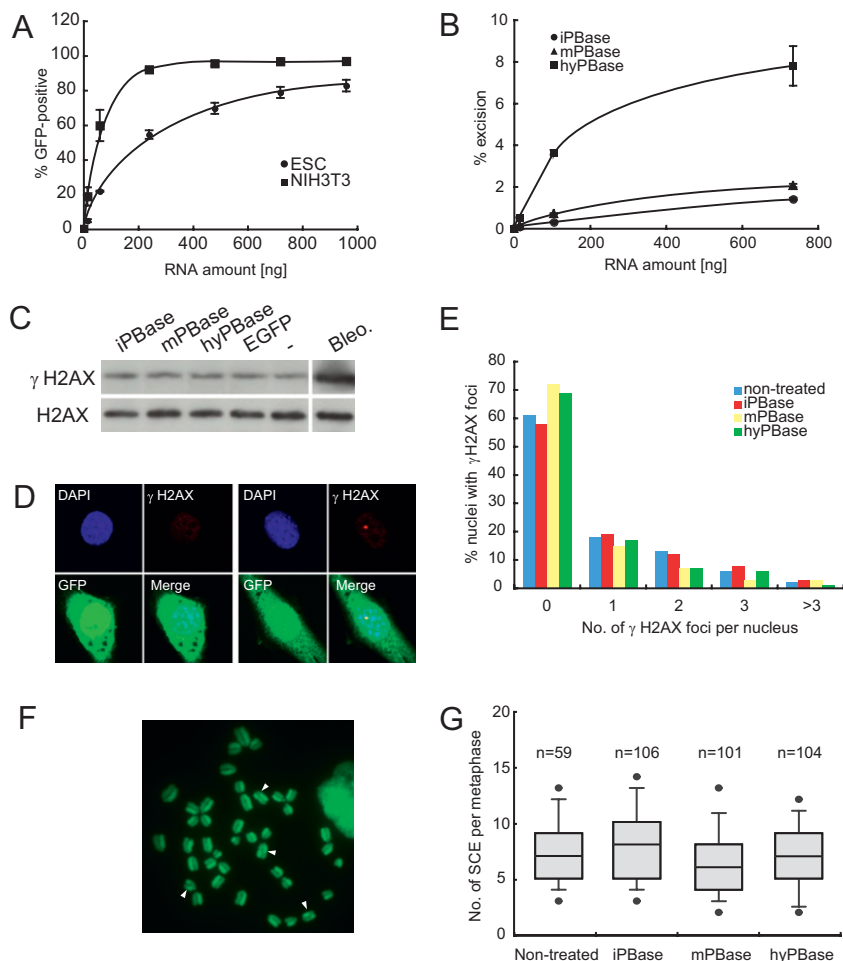 A
% GFP-positive
120
100
80
60
40
20
0
0 200 400 600 800 1000
RNA amount [ng]
ESC
NIH3T3
B
% excision
10
8
6
4
2
0
0 200 400 600 800
RNA amount [ng]
iPBase
mPBase
hyPBase
C
iPBase mPBase hyPBase EGFP - Bleo.
γ H2AX
H2AX
D
DAPI γ H2AX DAPI γ H2AX
GFP Merge GFP Merge
E
% nuclei with γH2AX foci
80
70
60
50
40
30
20
10
0
0 1 2 3 >3
No. of γ H2AX foci per nucleus
non-treated
iPBase
mPBase
hyPBase
F
G
No. of SCE per metaphase
20
15
10
5
0
n=59 n=106 n=101 n=104
Non-treated iPBase mPBase hyPBase